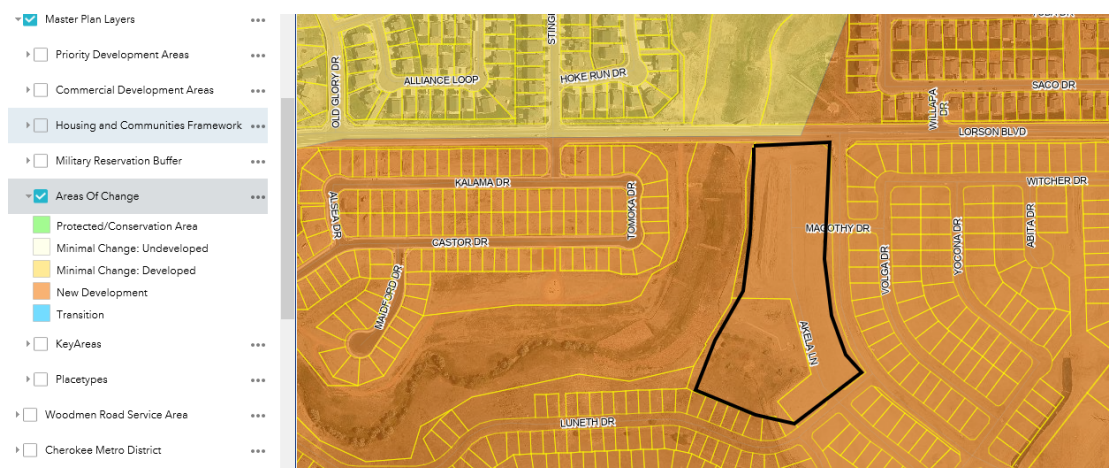 Master Plan Layers
Priority Development Areas
Commercial Development Areas
Housing and Communities Framework
Military Reservation Buffer
Areas Of Change
Protected/Conservation Area
Minimal Change: Undeveloped
Minimal Change: Developed
New Development
Transition
KeyAreas
Placetypes
Woodmen Road Service Area
Cherokee Metro District
OLD GLORY DR
ALLIANCE LOOP
HOKE RUN DR
SACO DR
WILLAPA
DR
LORSON BLVD
KALAMA DR
ALSEA DR
TOMOKA DR
CASTOR DR
WITCHER DR
MAGOTHY DR
VOLGA DR
YOCONA DR
ABITA DR
MAIDFORD DR
AKELA LN
LUNETH DR